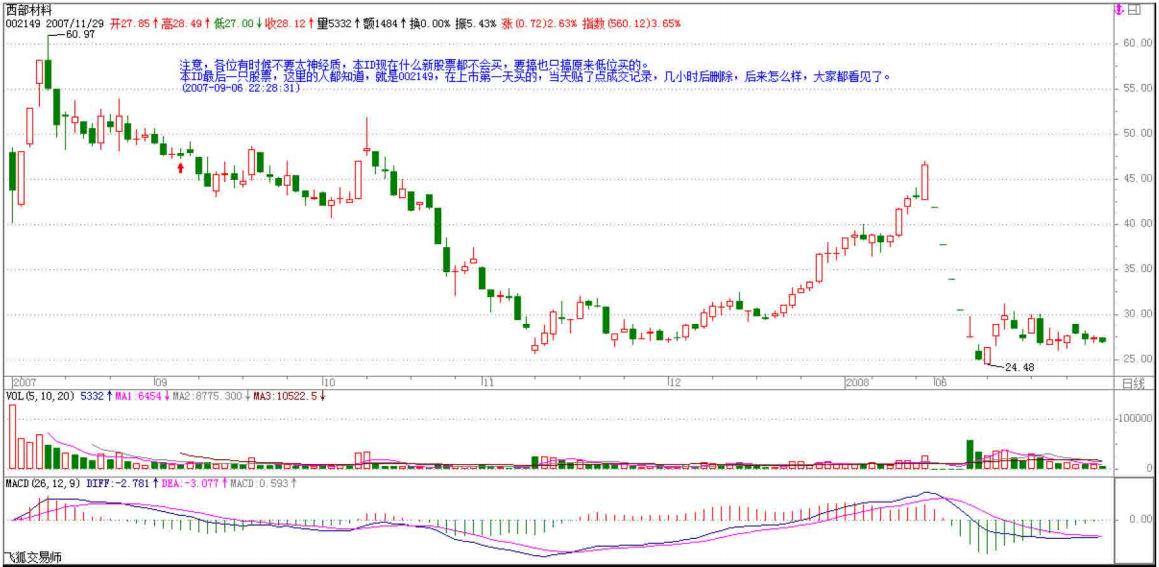 西部材料
002149 2007/11/29 开27.85↑高28.49↑低27.00↓收28.12↑量5332↑额1484↑换0.00% 振5.43% 涨(0.72)2.63% 指数(560.12)3.65%
60.97
60.00
注意，各位有时候不要太神经质，本ID现在什么新股票都不会买，要搞也只搞原来低位买的。
本ID最后一只股票，这里的人都知道，就是002149，在上市第一天买的，当天贴了点成交记录，几小时后删除，后来怎么样，大家都看见了。
(2007-09-06 22:28:31)
55.00
50.00
45.00
40.00
35.00
30.00
25.00
24.48
2007 09 10 11 12 2008 06 日线
VOL(5,10,20) 5332↑MA1:6454↓MA2:8775.300↓MA3:10522.5↓
100000
0
MACD(26,12,9) DIFF:-2.781↑DEA:-3.077↑MACD:0.593↑
0.00
飞狐交易师